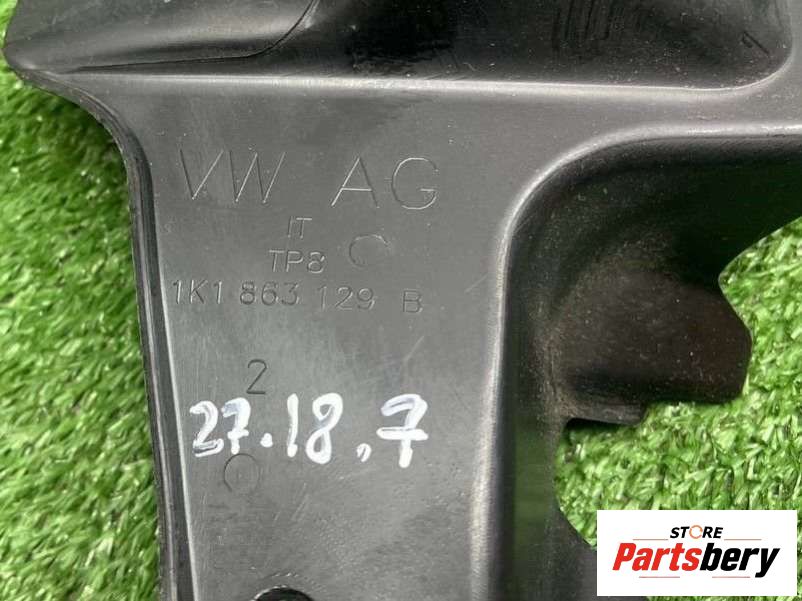 VW AG
IT
TP8
1K1 863 129 B
2
27.18.7
STORE
Partsbery